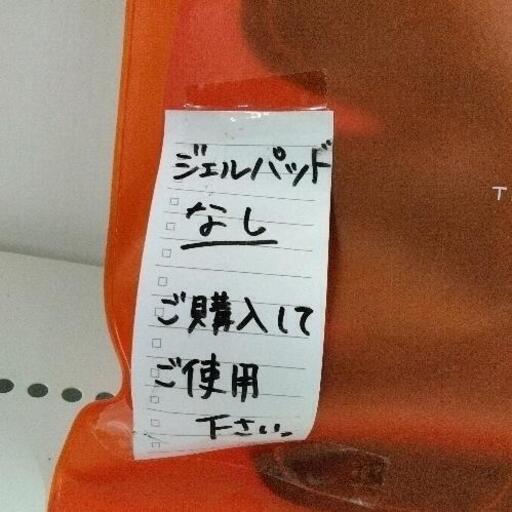 ジェルパッド
なし
ご購入して
ご使用
下さい。
T